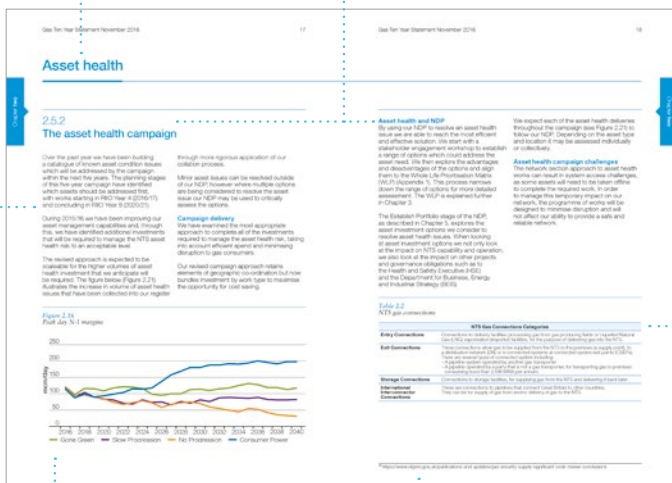 Gas Ten Year Statement November 2016
17
Asset health
2.5.2
The asset health campaign
Over the past year we have been building
a catalogue of known asset condition issues
which will be addressed by the campaign
within the next five years. The planning stages
of this five year campaign have identified
which assets should be addressed first,
with works starting in RIIO Year 4 (2016/17)
and concluding in RIIO Year 8 (2020/21).
During 2015/16 we have been improving our
asset management capabilities and, through
this, we have identified additional investments
that will be required to manage the NTS asset
health risk to an acceptable level.
The revised approach is expected to be
scaleable for the higher volumes of asset
health investment that we anticipate will
be required. The figure below (Figure 2.21)
illustrates the increase in volume of asset health
issues that have been collected into our register
through more rigorous application of our
collation process.
Minor asset issues can be resolved outside
of our NDP, however where multiple options
are being considered to resolve the asset
issue our NDP may be used to critically
assess the options.
Campaign delivery
We have examined the most appropriate
approach to complete all of the investments
required to manage the asset health risk, taking
into account efficient spend and minimising
disruption to gas consumers.
Our revised campaign approach retains
elements of geographic co-ordination but now
bundles investment by work type to maximise
the opportunity for cost saving.
Figure 2.16
Peak day N-1 margins
mcm/day
250
200
150
100
50
0
2016 2018 2020 2022 2024 2026 2028 2030 2032 2034 2036 2038 2040
Gone Green
Slow Progression
No Progression
Consumer Power
Gas Ten Year Statement November 2016
18
Asset health and NDP
By using our NDP to resolve an asset health
issue we are able to reach the most efficient
and effective solution. We start with a
stakeholder engagement workshop to establish
a range of options which could address the
asset need. We then explore the advantages
and disadvantages of the options and align
them to the Whole Life Prioritisation Matrix
(WLP) (Appendix 1). This process narrows
down the range of options for more detailed
assessment. The WLP is explained further
in Chapter 3.
The Establish Portfolio stage of the NDP,
as described in Chapter 5, explores the
asset investment options we consider to
resolve asset health issues. When looking
at asset investment options we not only look
at the impact on NTS capability and operation,
we also look at the impact on other projects
and governance obligations such as to
the Health and Safety Executive (HSE)
and the Department for Business, Energy
and Industrial Strategy (BEIS).
We expect each of the asset health deliveries
throughout the campaign (see Figure 2.21) to
follow our NDP. Depending on the asset type
and location it may be assessed individually
or collectively.
Asset health campaign challenges
The network section approach to asset health
works can result in system access challenges,
as some assets will need to be taken offline
to complete the required work. In order
to manage this temporary impact on our
network, the programme of works will be
designed to minimise disruption and will
not affect our ability to provide a safe and
reliable network.
Table 2.2
NTS gas connections
NTS Gas Connections Categories
Entry Connections
Exit Connections
Storage Connections
International
Interconnector
Connections